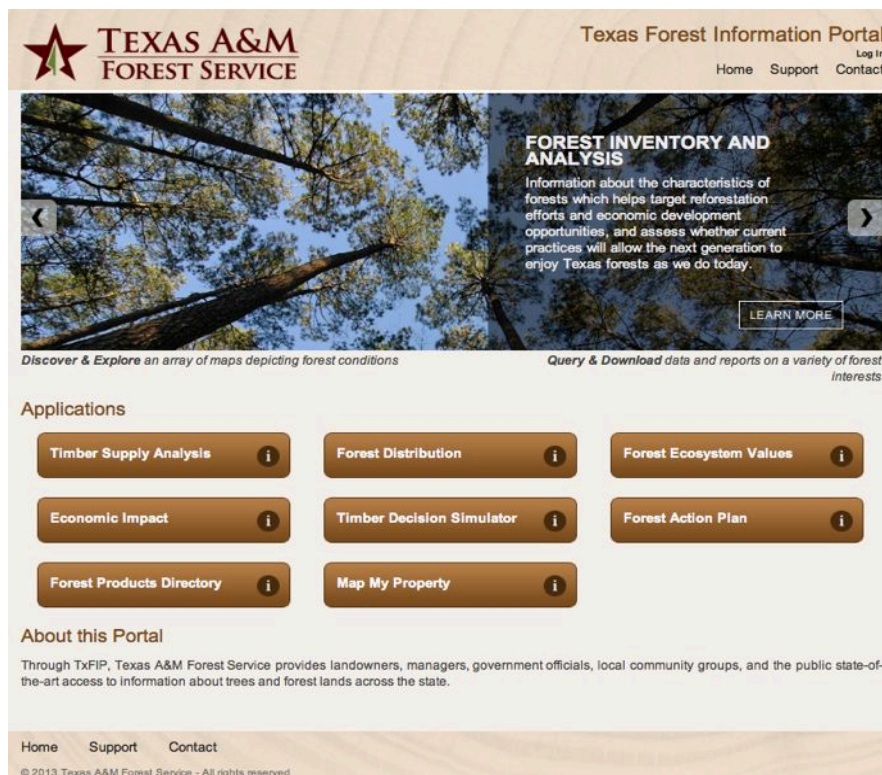 TEXAS A&M
FOREST SERVICE
Texas Forest Information Portal
Log In
Home Support Contact
FOREST INVENTORY AND
ANALYSIS
Information about the characteristics of
forests which helps target reforestation
efforts and economic development
opportunities, and assess whether current
practices will allow the next generation to
enjoy Texas forests as we do today.
LEARN MORE
Discover & Explore an array of maps depicting forest conditions
Query & Download data and reports on a variety of forest
interests
Applications
Timber Supply Analysis
Forest Distribution
Forest Ecosystem Values
Economic Impact
Timber Decision Simulator
Forest Action Plan
Forest Products Directory
Map My Property
About this Portal
Through TxFIP, Texas A&M Forest Service provides landowners, managers, government officials, local community groups, and the public state-of-
the-art access to information about trees and forest lands across the state.
Home Support Contact
© 2013 Texas A&M Forest Service - All rights reserved